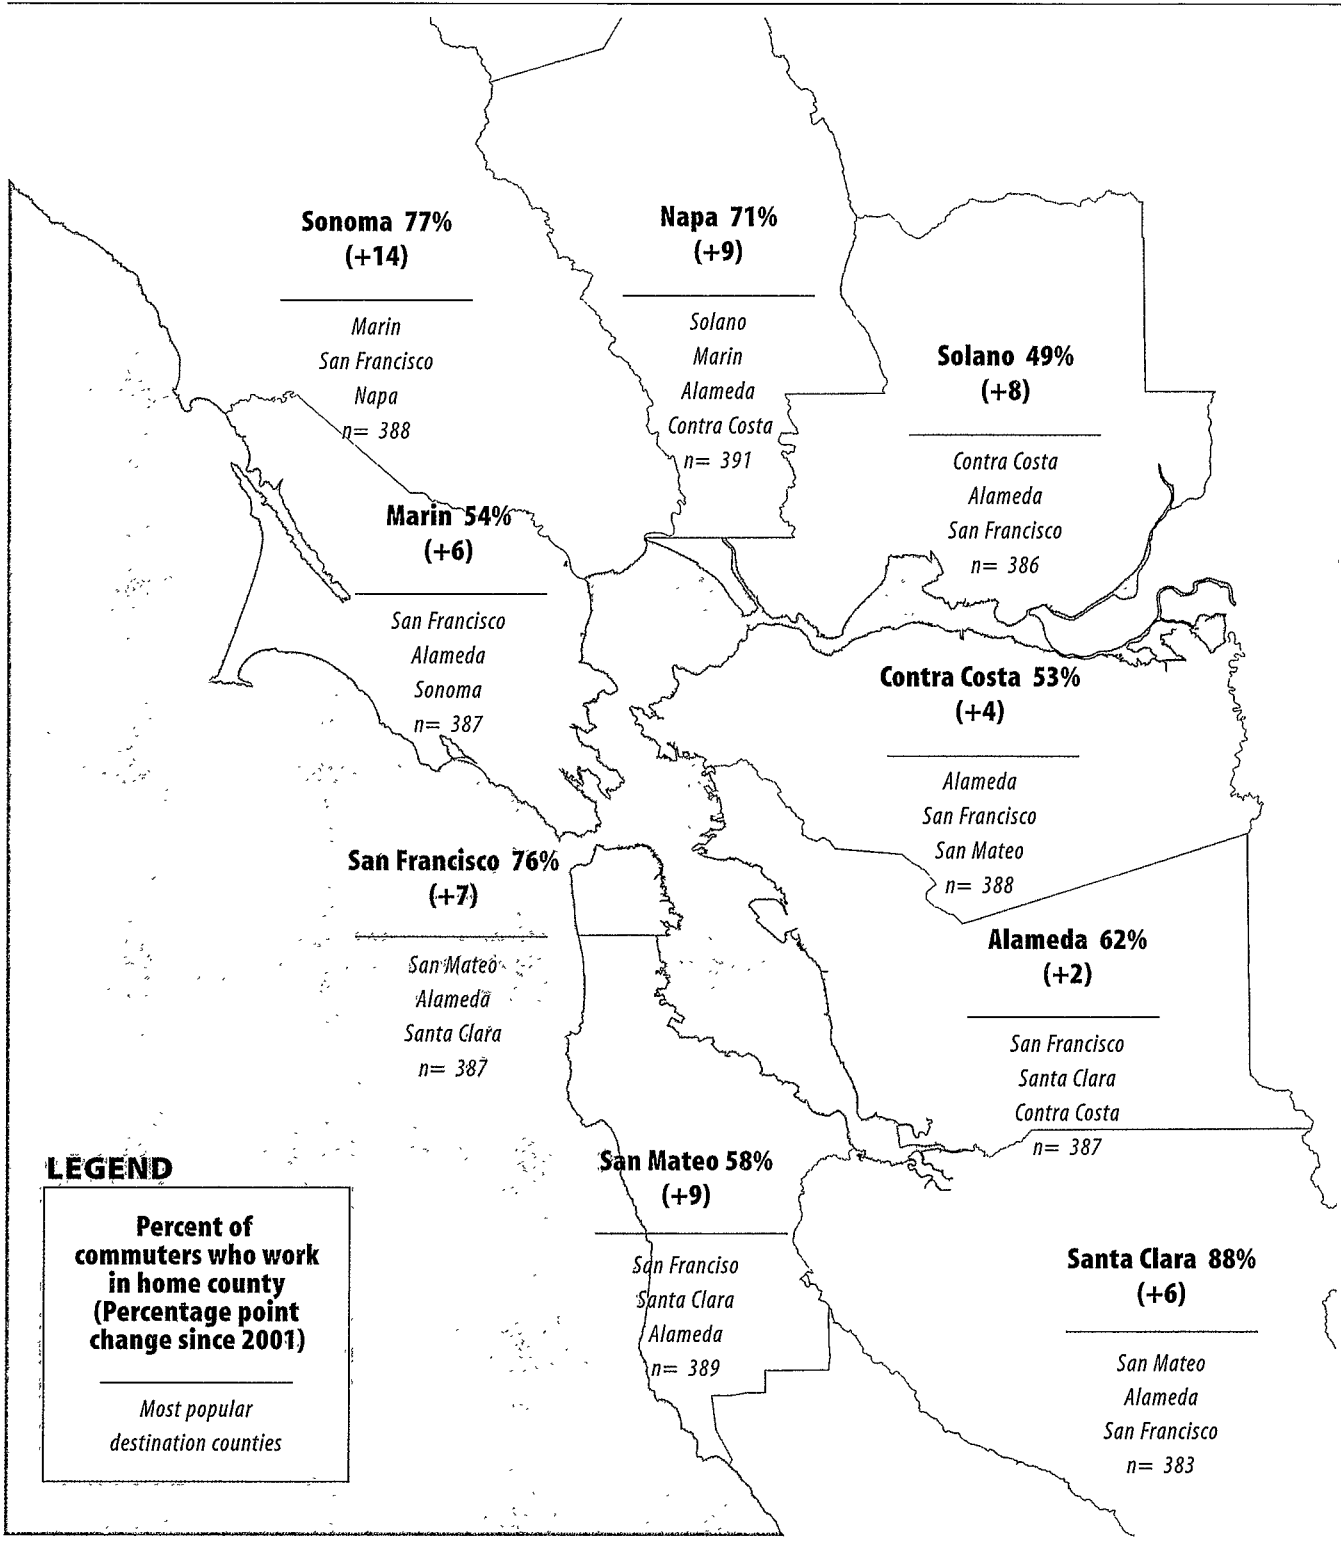 Sonoma 77%
(+14)
Marin
San Francisco
Napa
n= 388
Napa 71%
(+9)
Solano
Marin
Alameda
Contra Costa
n= 391
Solano 49%
(+8)
Contra Costa
Alameda
San Francisco
n= 386
Marin 54%
(+6)
San Francisco
Alameda
Sonoma
n= 387
Contra Costa 53%
(+4)
Alameda
San Francisco
San Mateo
n= 388
San Francisco 76%
(+7)
San Mateo
Alameda
Santa Clara
n= 387
Alameda 62%
(+2)
San Francisco
Santa Clara
Contra Costa
n= 387
San Mateo 58%
(+9)
San Franciso
Santa Clara
Alameda
n= 389
Santa Clara 88%
(+6)
San Mateo
Alameda
San Francisco
n= 383
LEGEND
Percent of
commuters who work
in home county
(Percentage point
change since 2001)
Most popular
destination counties